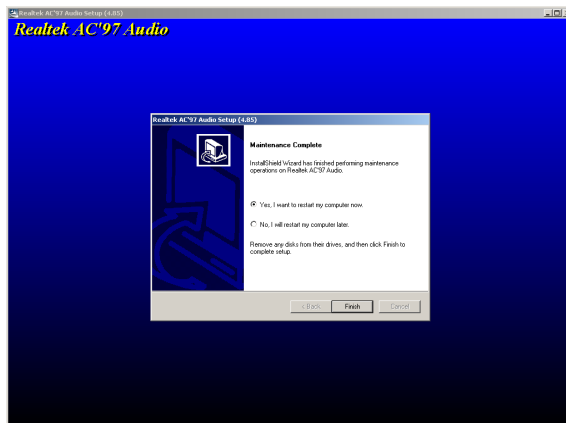 Realtek AC'97 Audio Setup (4.85)
Realtek AC'97 Audio
Realtek AC'97 Audio Setup (4.85)
Maintenance Complete
InstallShield Wizard has finished performing maintenance
operations on Realtek AC'97 Audio.
Yes, I want to restart my computer now.
No, I will restart my computer later.
Remove any disks from their drives, and then click Finish to
complete setup.
< Back Finish Cancel